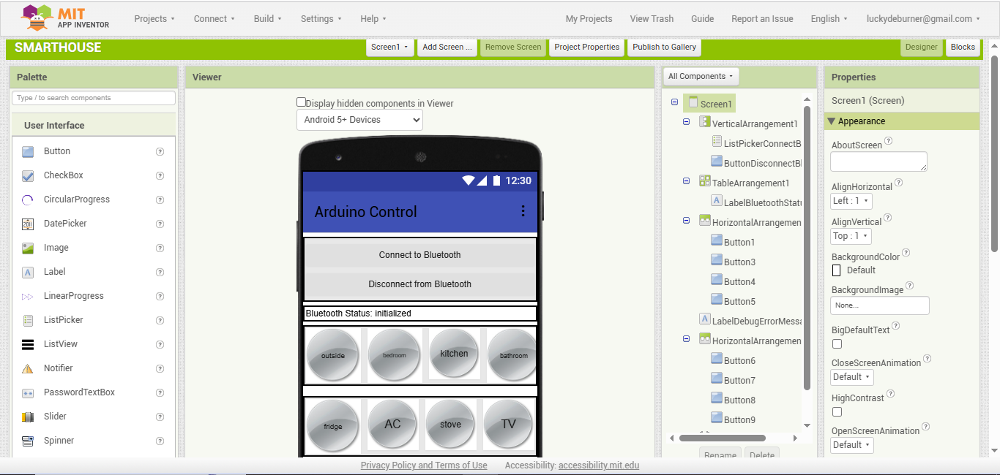 MIT
APP INVENTOR
Projects Connect Build Settings Help My Projects View Trash Guide Report an Issue English luckydeburner@gmail.com
SMARTHOUSE Screen1 Add Screen ... Remove Screen Project Properties Publish to Gallery Designer Blocks
Palette
Type / to search components
User Interface
Button ?
CheckBox ?
CircularProgress ?
DatePicker ?
Image ?
Label ?
LinearProgress ?
ListPicker ?
ListView ?
Notifier ?
PasswordTextBox ?
Slider ?
Spinner ?
Viewer
Display hidden components in Viewer
Android 5+ Devices
12:30
Arduino Control
Connect to Bluetooth
Disconnect from Bluetooth
Bluetooth Status: initialized
outside bedroom kitchen bathroom
fridge AC stove TV
All Components
Screen1
VerticalArrangement1
ListPickerConnectB
ButtonDisconnectBl
TableArrangement1
LabelBluetoothStatu
HorizontalArrangemen
Button1
Button3
Button4
Button5
LabelDebugErrorMessa
HorizontalArrangemen
Button6
Button7
Button8
Button9
Rename Delete
Properties
Screen1 (Screen)
Appearance
AboutScreen ?
AlignHorizontal ?
Left : 1
AlignVertical ?
Top : 1
BackgroundColor ?
Default
BackgroundImage ?
None...
BigDefaultText ?
CloseScreenAnimation ?
Default
HighContrast ?
OpenScreenAnimation ?
Default
Privacy Policy and Terms of Use Accessibility: accessibility.mit.edu